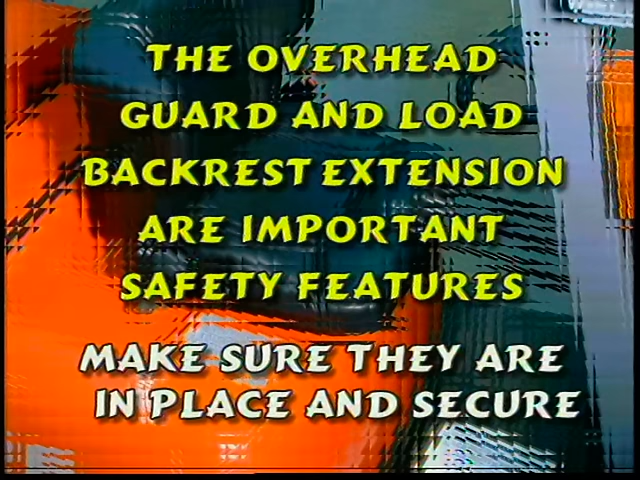 THE OVERHEAD
GUARD AND LOAD
BACKREST EXTENSION
ARE IMPORTANT
SAFETY FEATURES
MAKE SURE THEY ARE
IN PLACE AND SECURE